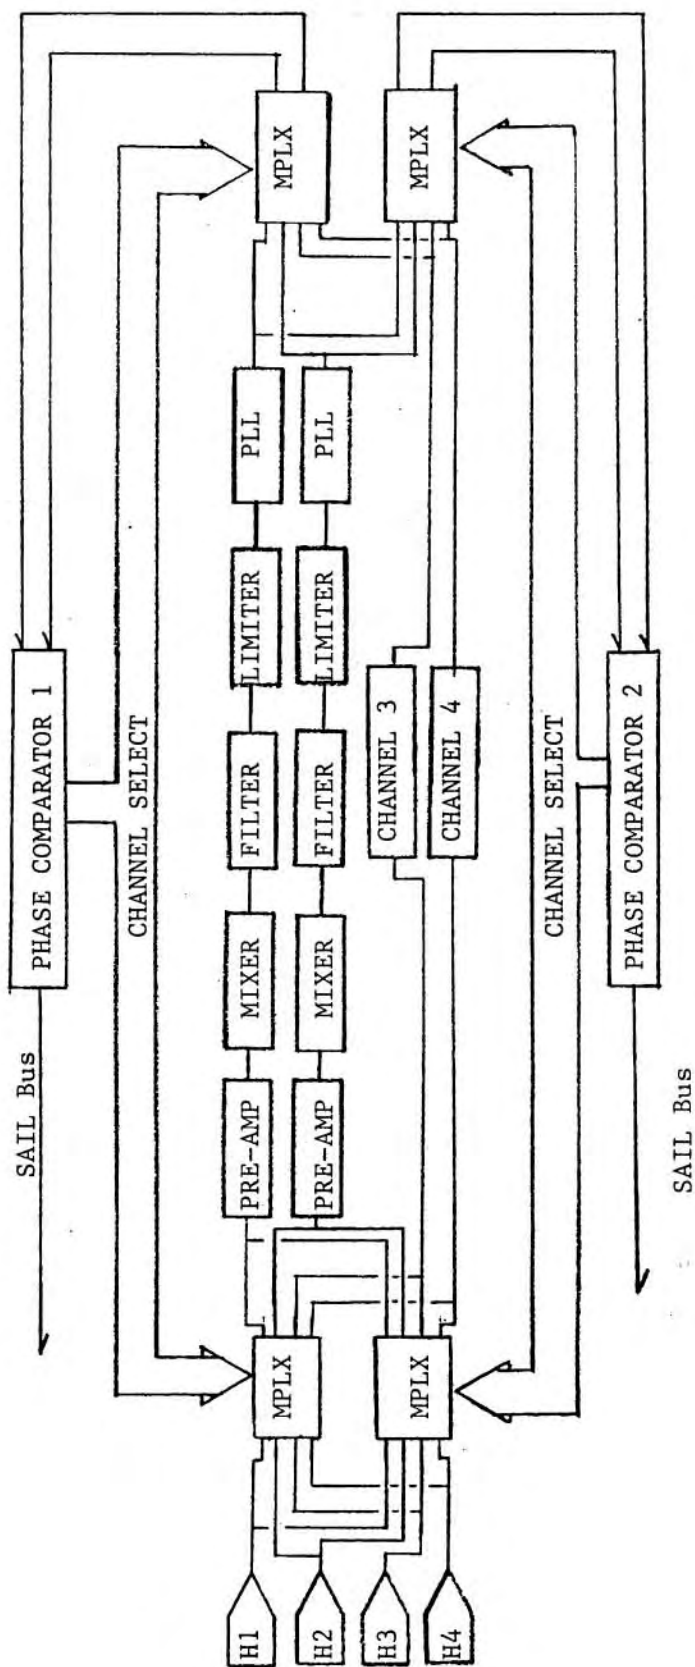 SAIL Bus
PHASE COMPARATOR 1
CHANNEL SELECT
H1
H2
H3
H4
MPLX
MPLX
PRE-AMP
MIXER
FILTER
LIMITER
PLL
PRE-AMP
MIXER
FILTER
LIMITER
PLL
CHANNEL 3
CHANNEL 4
MPLX
MPLX
CHANNEL SELECT
PHASE COMPARATOR 2
SAIL Bus